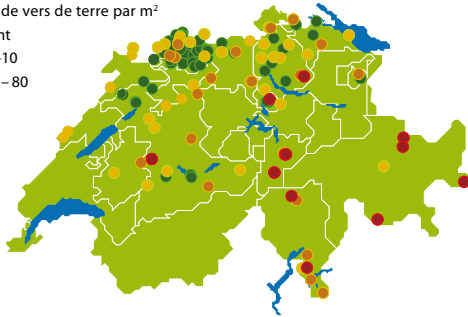 de vers de terre par m²
nt
-10
– 80